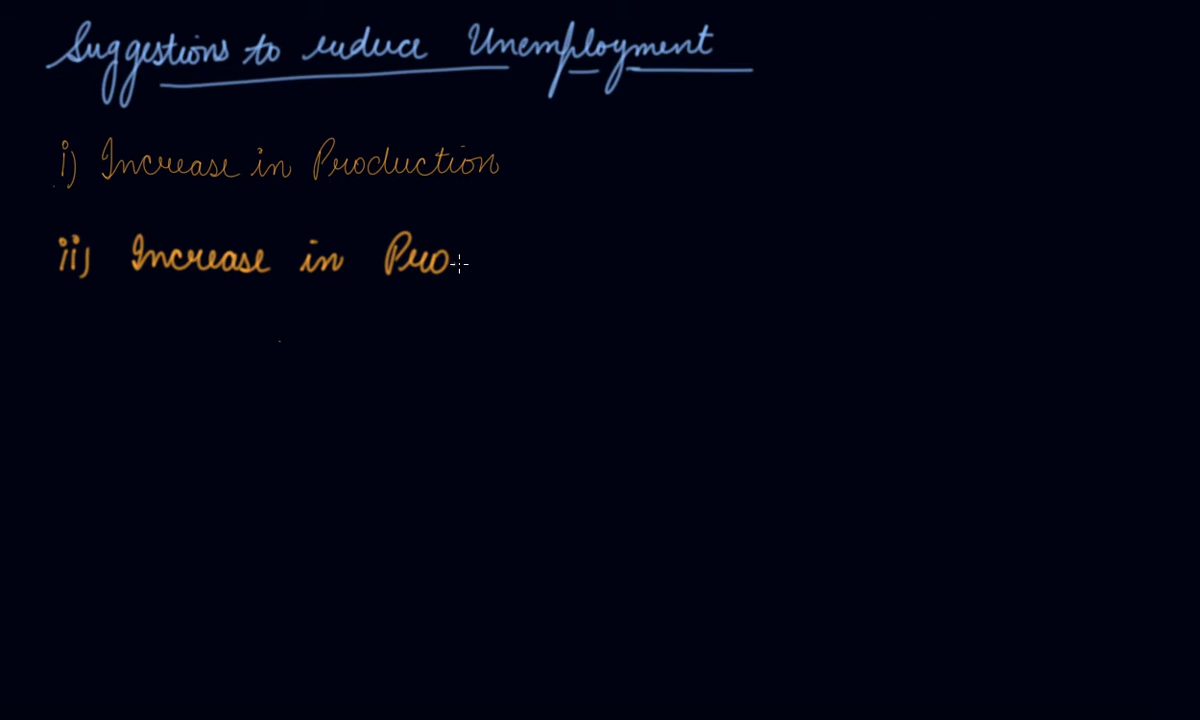 Suggestions to reduce Unemployment
i) Increase in Production
ii) Increase in Pro